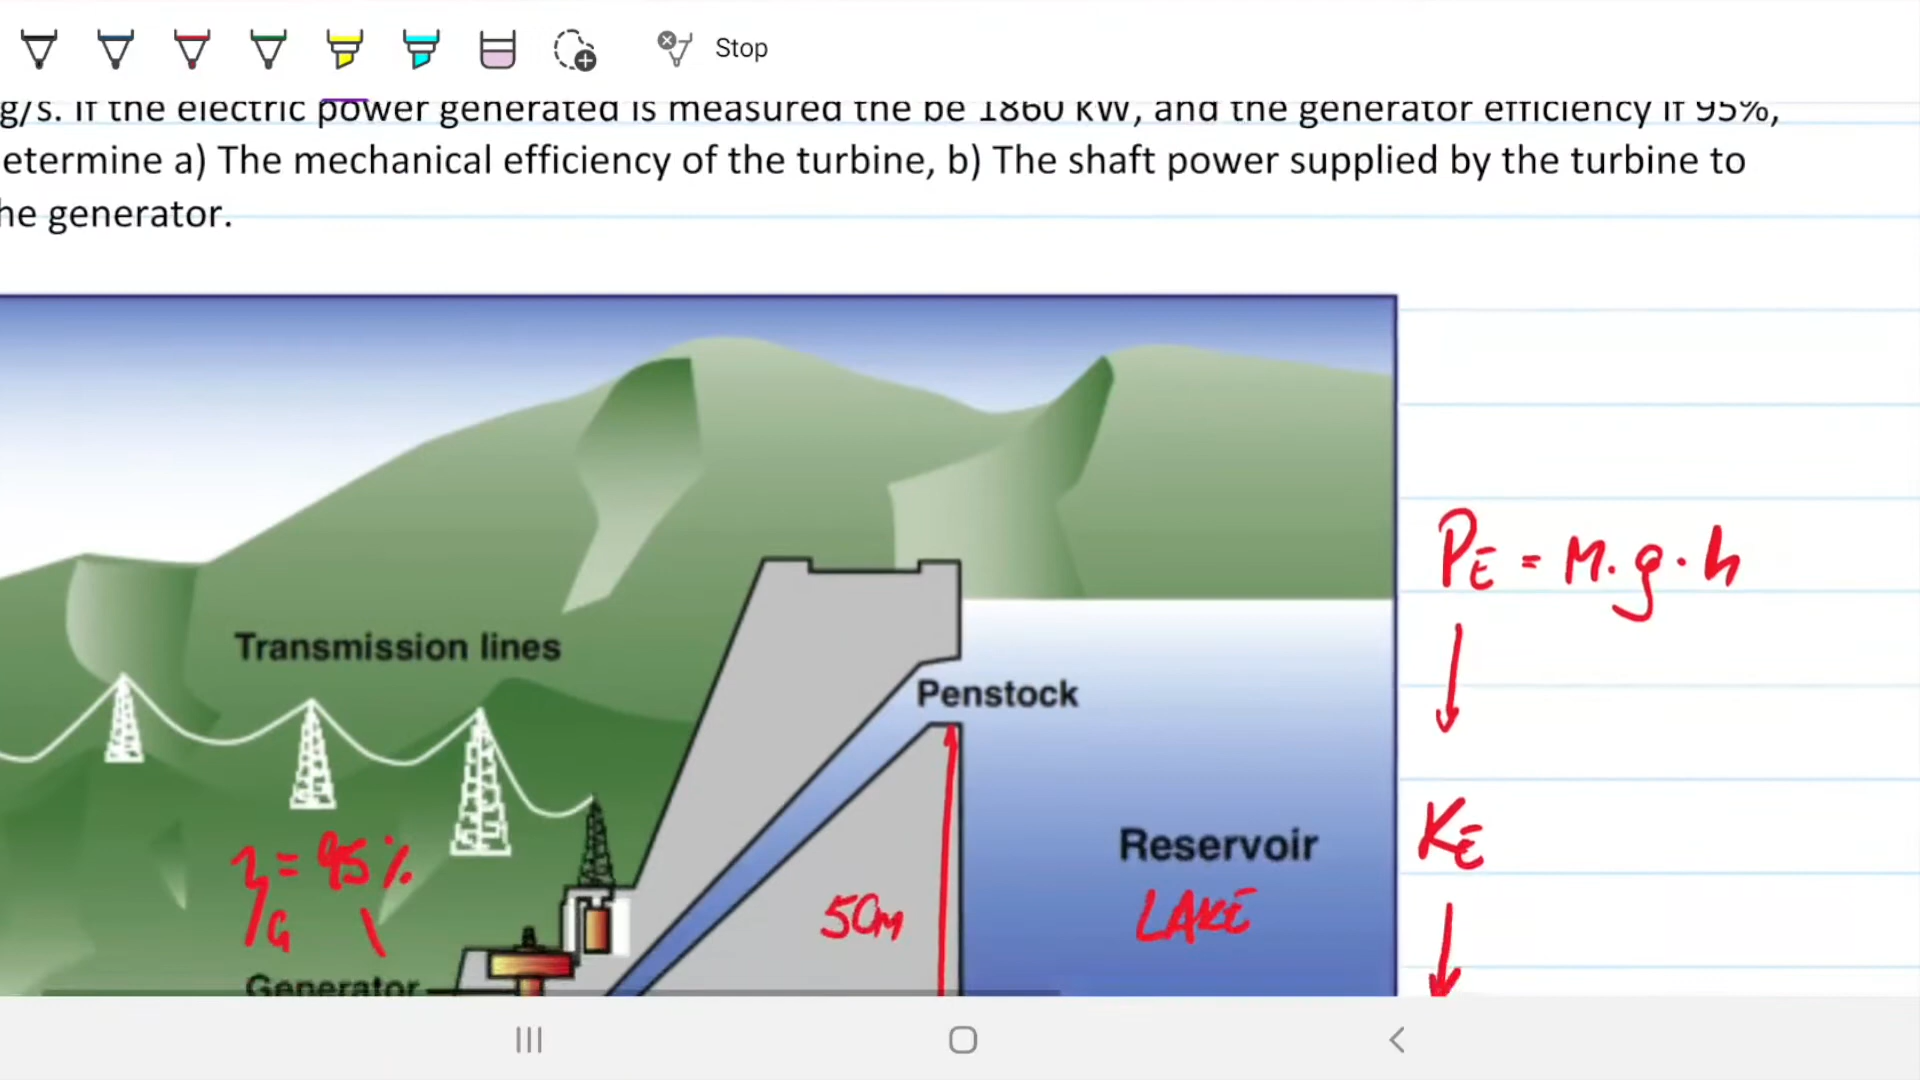 Stop
g/s. If the electric power generated is measured the be 1860 kW, and the generator efficiency if 95%,
etermine a) The mechanical efficiency of the turbine, b) The shaft power supplied by the turbine to
he generator.
PE = M.g.h
Transmission lines
Penstock
KE
Reservoir
η = 95%
G
50m
LAKE
Generator